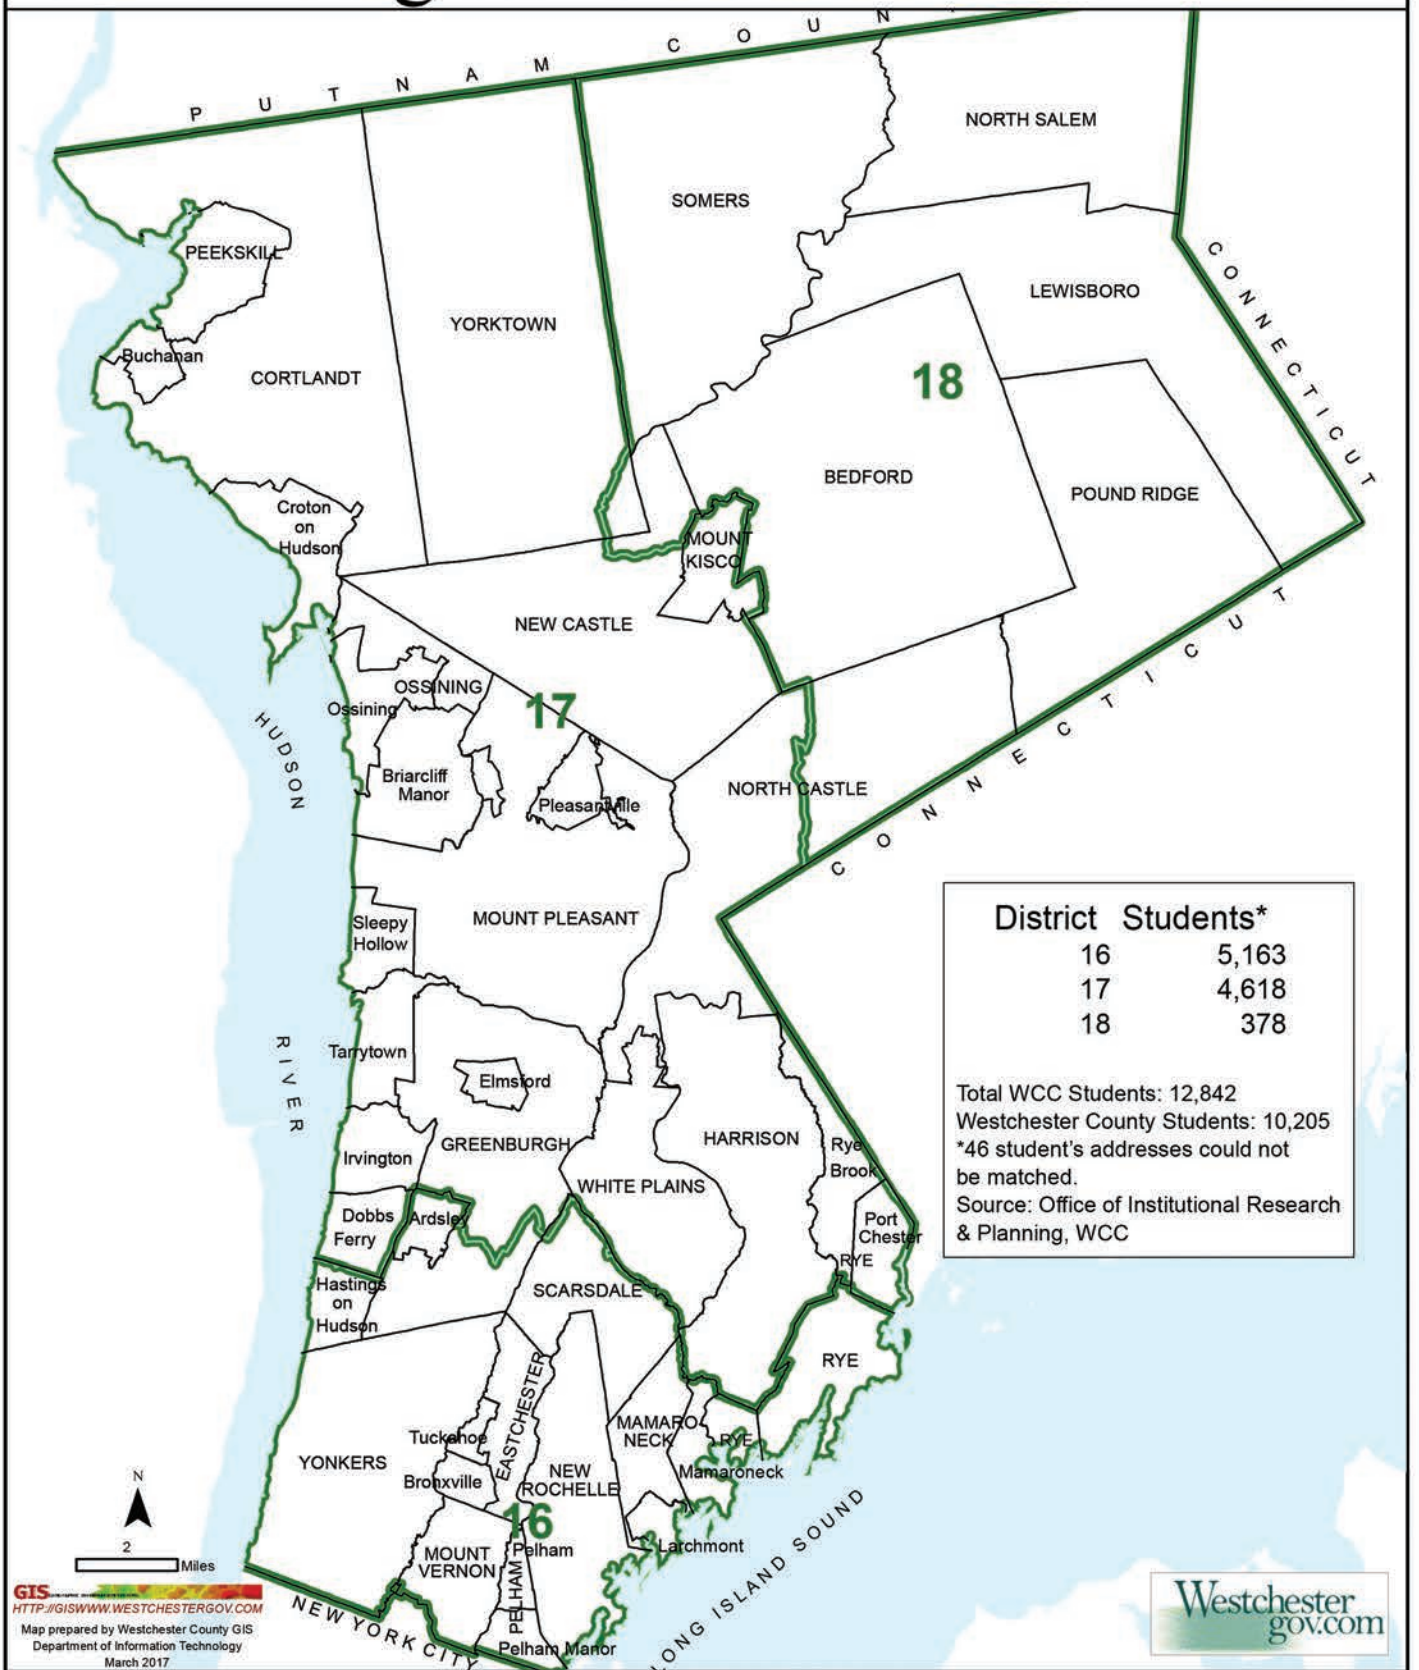 PUTNAM COUN
NORTH SALEM
SOMERS
PEEKSKILL
CONNECTICUT
LEWISBORO
YORKTOWN
Buchanan
CORTLANDT
18
BEDFORD
POUND RIDGE
Croton
on
Hudson
MOUNT
KISCO
NEW CASTLE
CONNECTICUT
OSSINING
Ossining
17
HUDSON
Briarcliff
Manor
Pleasantville
NORTH CASTLE
MOUNT PLEASANT
Sleepy
Hollow
District Students*
16 5,163
17 4,618
18 378
Total WCC Students: 12,842
Westchester County Students: 10,205
*46 student's addresses could not
be matched.
Source: Office of Institutional Research
& Planning, WCC
RIVER
Tarrytown
Elmsford
GREENBURGH
HARRISON
Rye
Brook
Irvington
WHITE PLAINS
Dobbs
Ferry
Ardsley
Port
Chester
RYE
Hastings
on
Hudson
SCARSDALE
RYE
EASTCHESTER
MAMARO
NECK
RYE
Tuckahoe
YONKERS
Bronxville
NEW
ROCHELLE
Mamaroneck
16
Larchmont
MOUNT
VERNON
Pelham
PELHAM
Pelham Manor
LONG ISLAND SOUND
NEW YORK CITY
N
2
Miles
GIS
HTTP://GISWWW.WESTCHESTERGOV.COM
Map prepared by Westchester County GIS
Department of Information Technology
March 2017
Westchester
gov.com